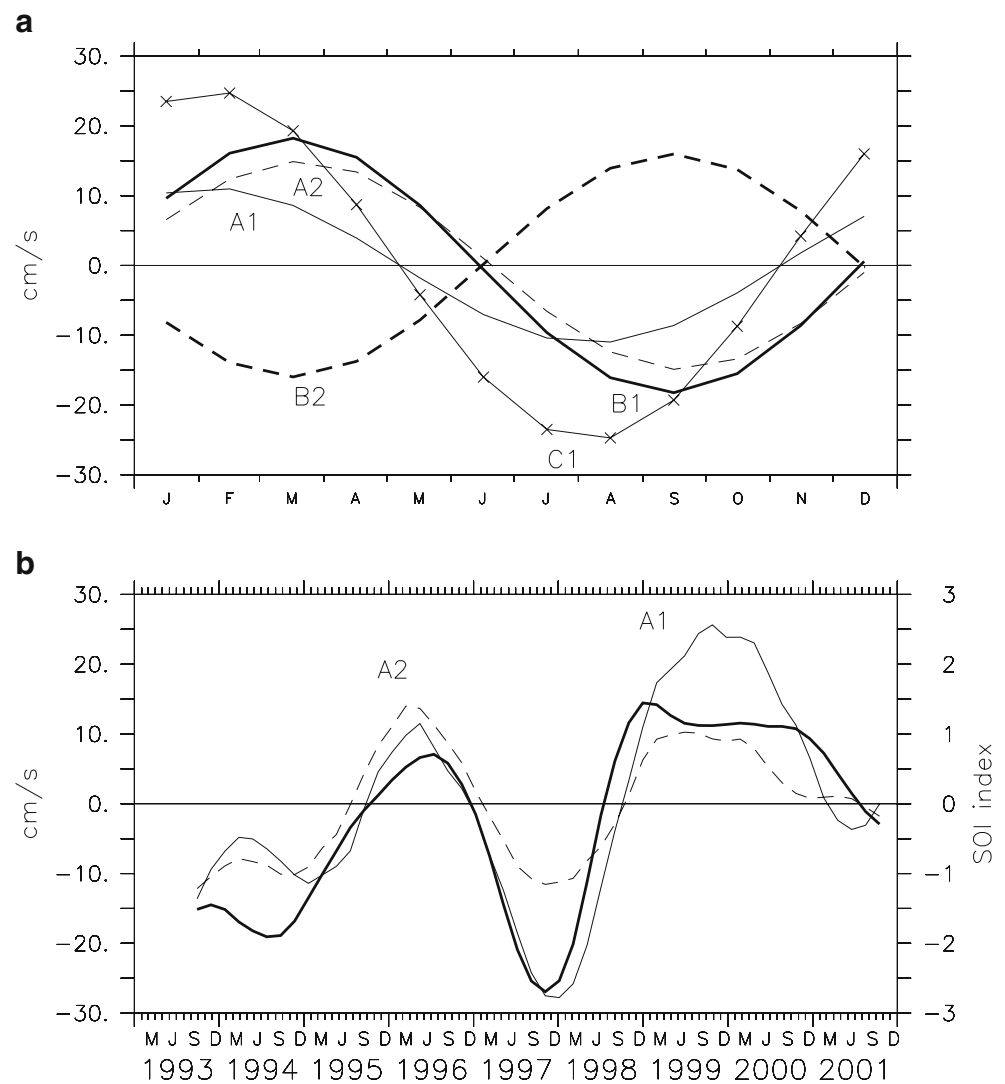 a
30.
20.
10.
0.
−10.
−20.
−30.
cm/s
A2
A1
B2
B1
C1
J F M A M J J A S O N D
b
30.
20.
10.
0.
−10.
−20.
−30.
cm/s
A2
A1
3
2
1
0
−1
−2
−3
SOI index
M J S D M J S D M J S D M J S D M J S D M J S D M J S D M J S D M J S D
1993 1994 1995 1996 1997 1998 1999 2000 2001